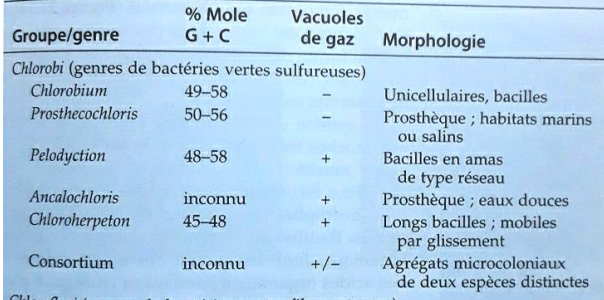 % Mole Vacuoles
Groupe/genre G + C de gaz Morphologie
Chlorobi (genres de bactéries vertes sulfureuses)
Chlorobium 49–58 – Unicellulaires, bacilles
Prosthecochloris 50–56 – Prosthèque ; habitats marins
ou salins
Pelodyction 48–58 + Bacilles en amas
de type réseau
Ancalochloris inconnu + Prosthèque ; eaux douces
Chloroherpeton 45–48 + Longs bacilles ; mobiles
par glissement
Consortium inconnu +/– Agrégats microcoloniaux
de deux espèces distinctes